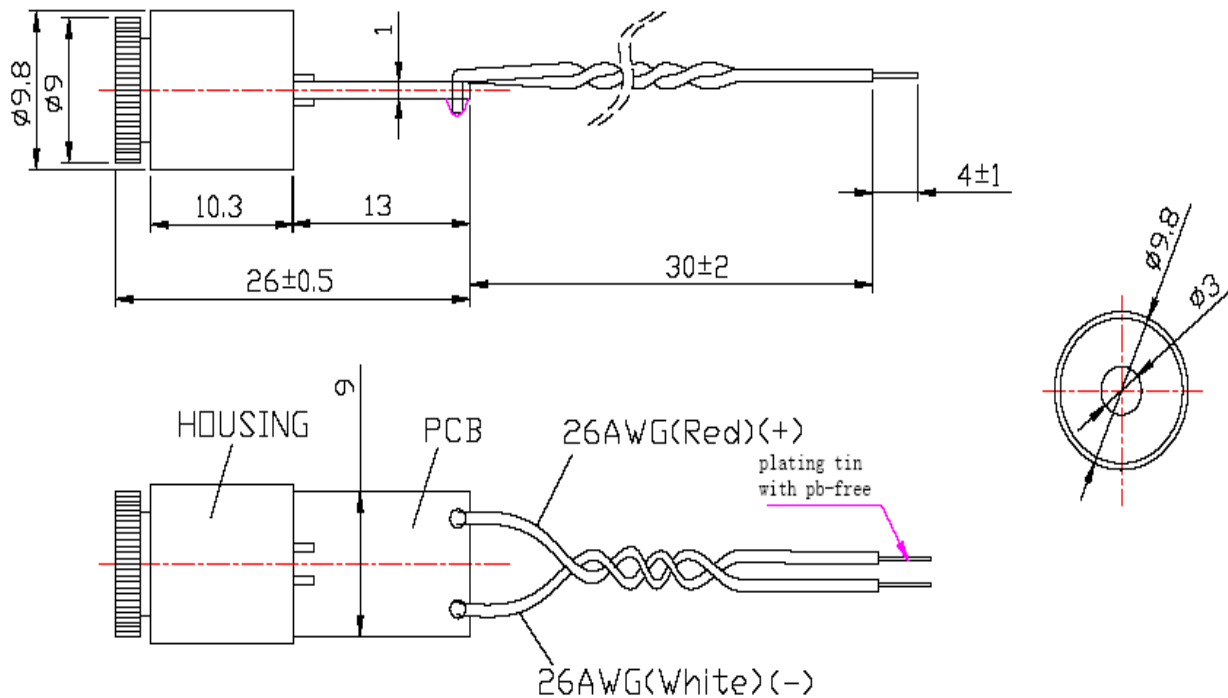 1
ø9.8
ø9
10.3
13
4±1
26±0.5
30±2
ø9.8
ø3
9
HOUSING
PCB
26AWG(Red)(+)
plating tin
with pb-free
26AWG(White)(-)